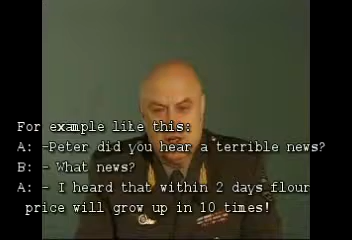 For example like this:
A: -Peter did you hear a terrible news?
B: - What news?
A: - I heard that within 2 days flour
price will grow up in 10 times!